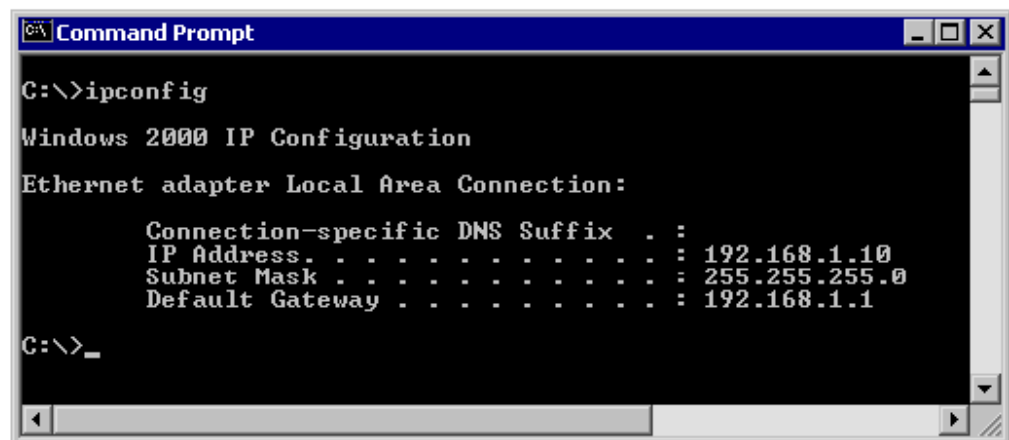 Command Prompt
C:\>ipconfig
Windows 2000 IP Configuration
Ethernet adapter Local Area Connection:
Connection-specific DNS Suffix . :
IP Address. . . . . . . . . . . . : 192.168.1.10
Subnet Mask . . . . . . . . . . . : 255.255.255.0
Default Gateway . . . . . . . . . : 192.168.1.1
C:\>_